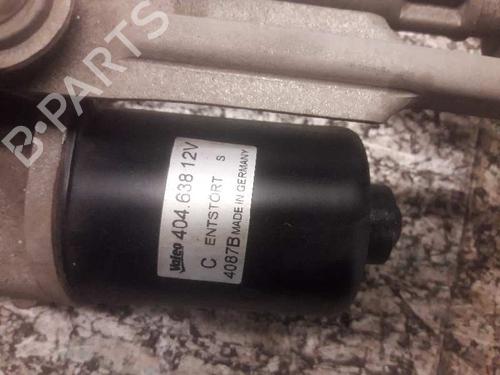 B·PARTS
Valeo 404.638 12V
C ENTSTÖRT S
4087B MADE IN GERMANY